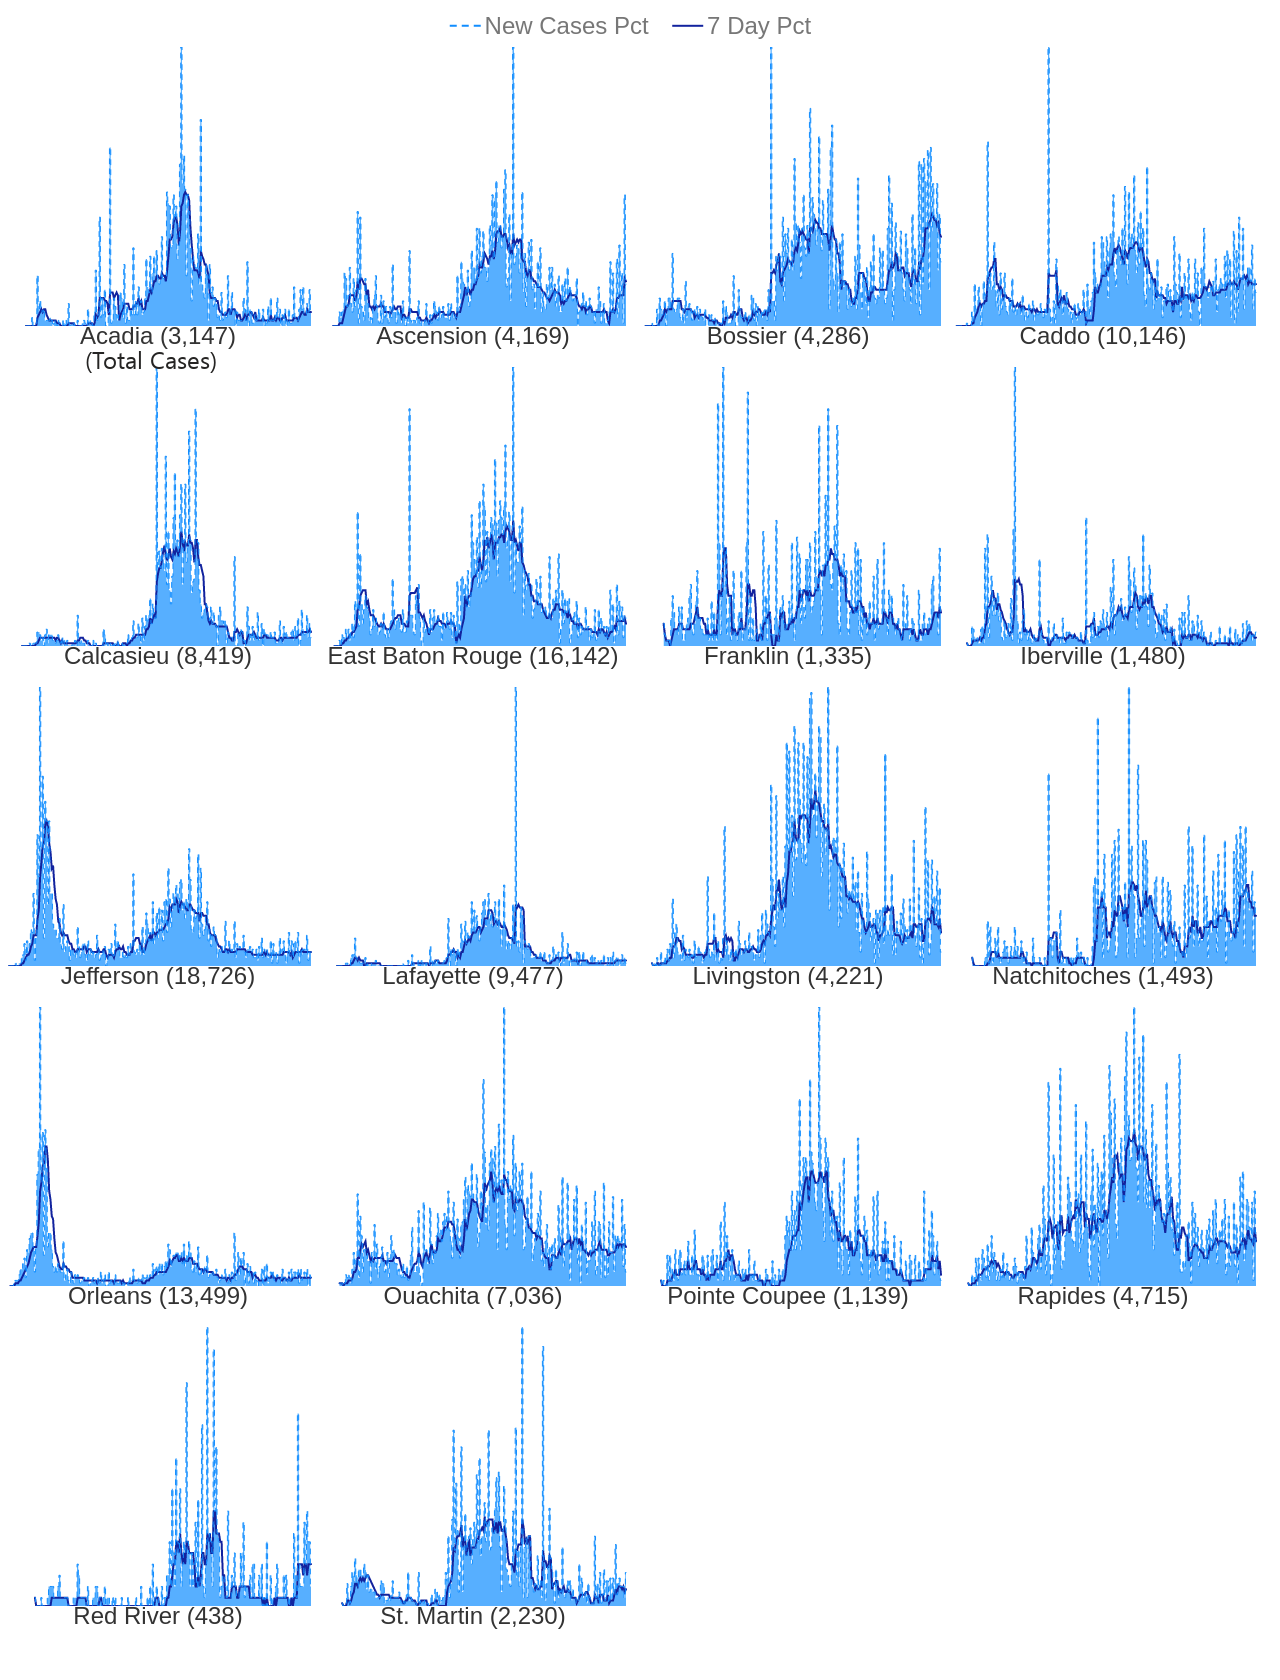 New Cases Pct 7 Day Pct
Acadia (3,147) Ascension (4,169) Bossier (4,286) Caddo (10,146)
(Total Cases)
Calcasieu (8,419) East Baton Rouge (16,142) Franklin (1,335) Iberville (1,480)
Jefferson (18,726) Lafayette (9,477) Livingston (4,221) Natchitoches (1,493)
Orleans (13,499) Ouachita (7,036) Pointe Coupee (1,139) Rapides (4,715)
Red River (438) St. Martin (2,230)